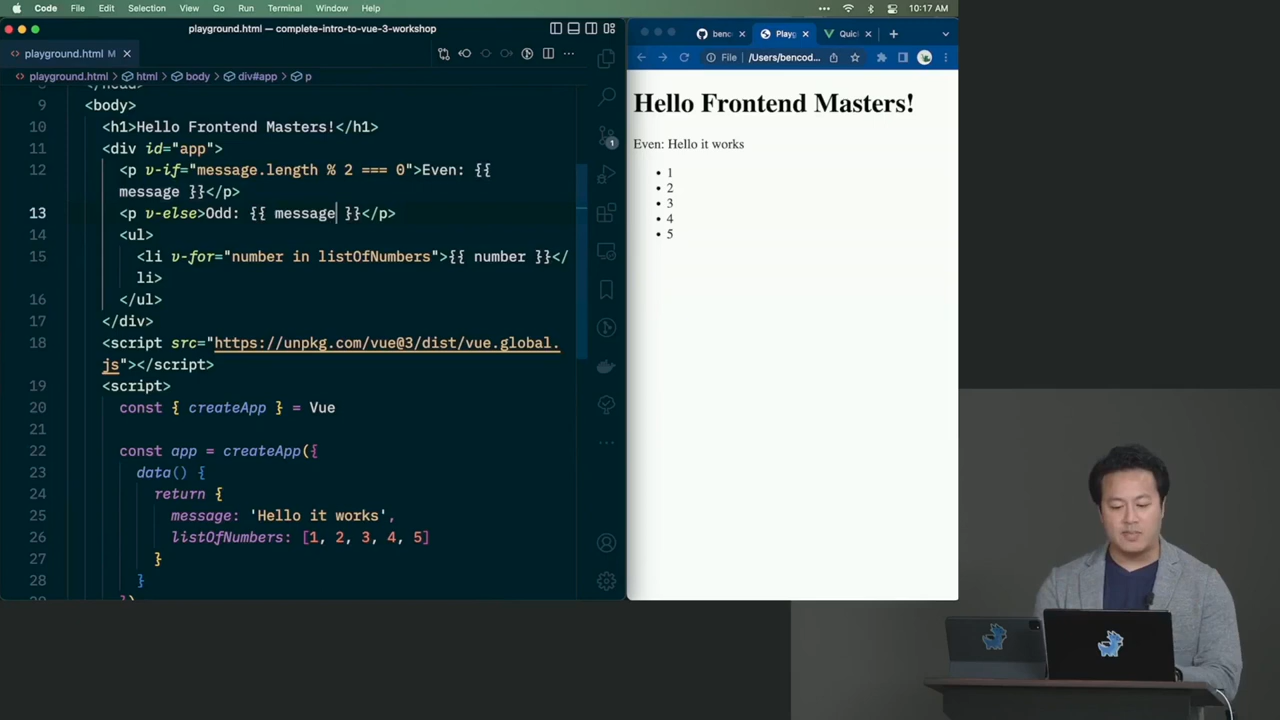 Code File Edit Selection View Go Run Terminal Window Help
10:17 AM
playground.html — complete-intro-to-vue-3-workshop
playground.html M
playground.html > html > body > div#app > p
9 <body>
10 <h1>Hello Frontend Masters!</h1>
11 <div id="app">
12 <p v-if="message.length % 2 === 0">Even: {{
message }}</p>
13 <p v-else>Odd: {{ message }}</p>
14 <ul>
15 <li v-for="number in listOfNumbers">{{ number }}</
li>
16 </ul>
17 </div>
18 <script src="https://unpkg.com/vue@3/dist/vue.global.
js"></script>
19 <script>
20 const { createApp } = Vue
21
22 const app = createApp({
23 data() {
24 return {
25 message: 'Hello it works',
26 listOfNumbers: [1, 2, 3, 4, 5]
27 }
28 }
1
benc
Playg
Quic
File /Users/bencod...
Hello Frontend Masters!
Even: Hello it works
1
2
3
4
5